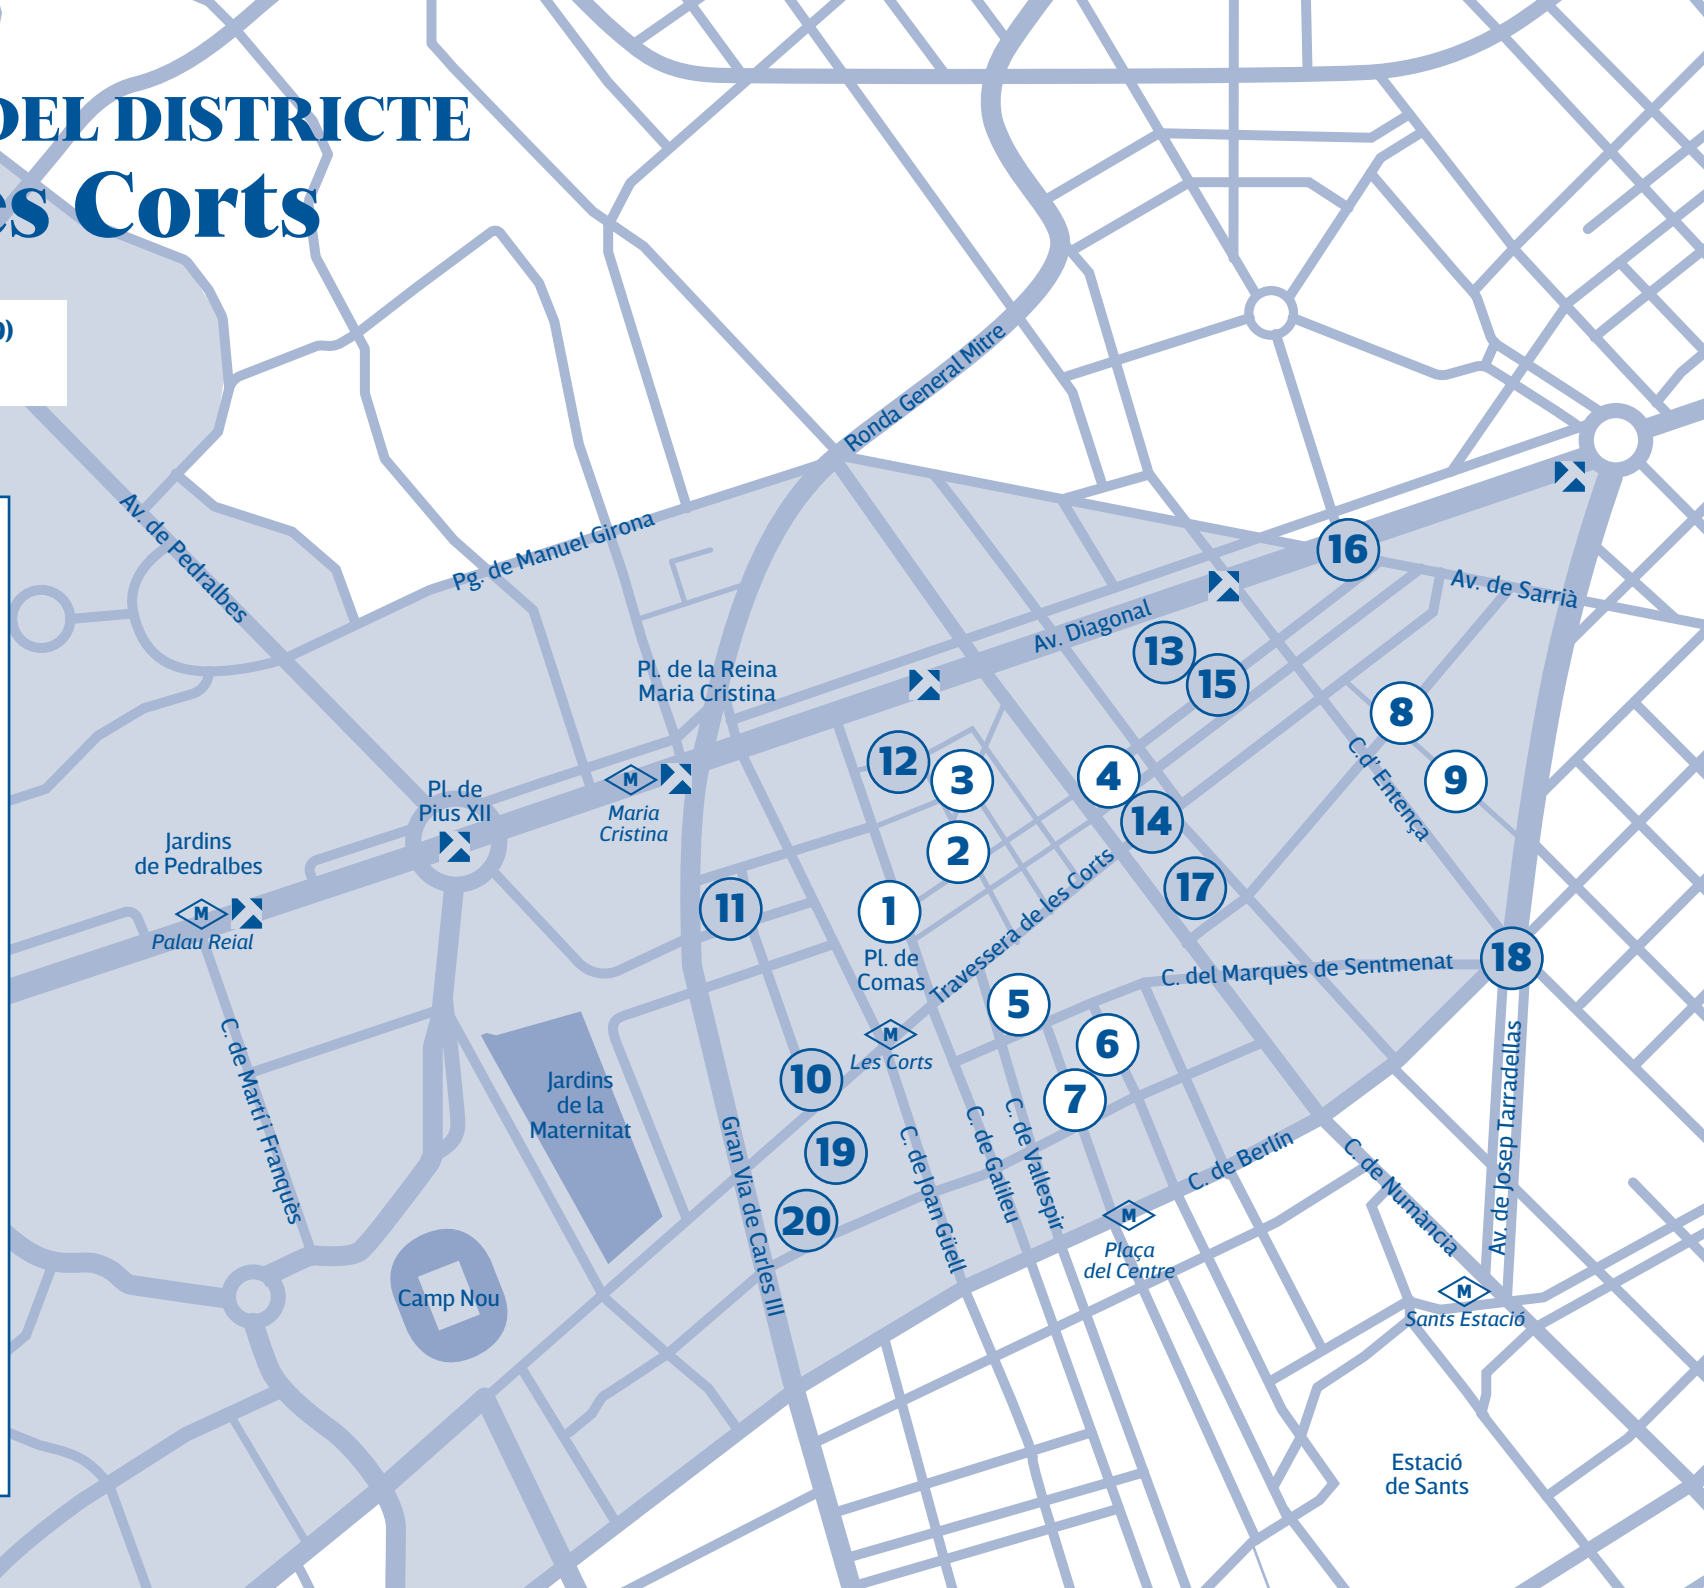 DEL DISTRICTE
es Corts
Ronda General Mitre
Av. de Pedralbes
Pg. de Manuel Girona
16
Av. de Sarrià
Av. Diagonal
13
15
Pl. de la Reina
Maria Cristina
8
12
3
4
9
C. d' Entença
M
Maria
Cristina
Pl. de
Pius XII
14
2
Jardins
de Pedralbes
M
Palau Reial
11
1
17
Travessera de les Corts
Pl. de
Comas
18
C. del Marquès de Sentmenat
5
M
Les Corts
6
7
10
C. de Martí i Franquès
Jardins
de la
Maternitat
19
20
Gran Via de Carles III
C. de Joan Güell
C. de Galileu
C. de Vallespir
C. de Berlín
C. de Numància
Av. de Josep Tarradellas
M
Plaça
del Centre
Camp Nou
M
Sants Estació
Estació
de Sants